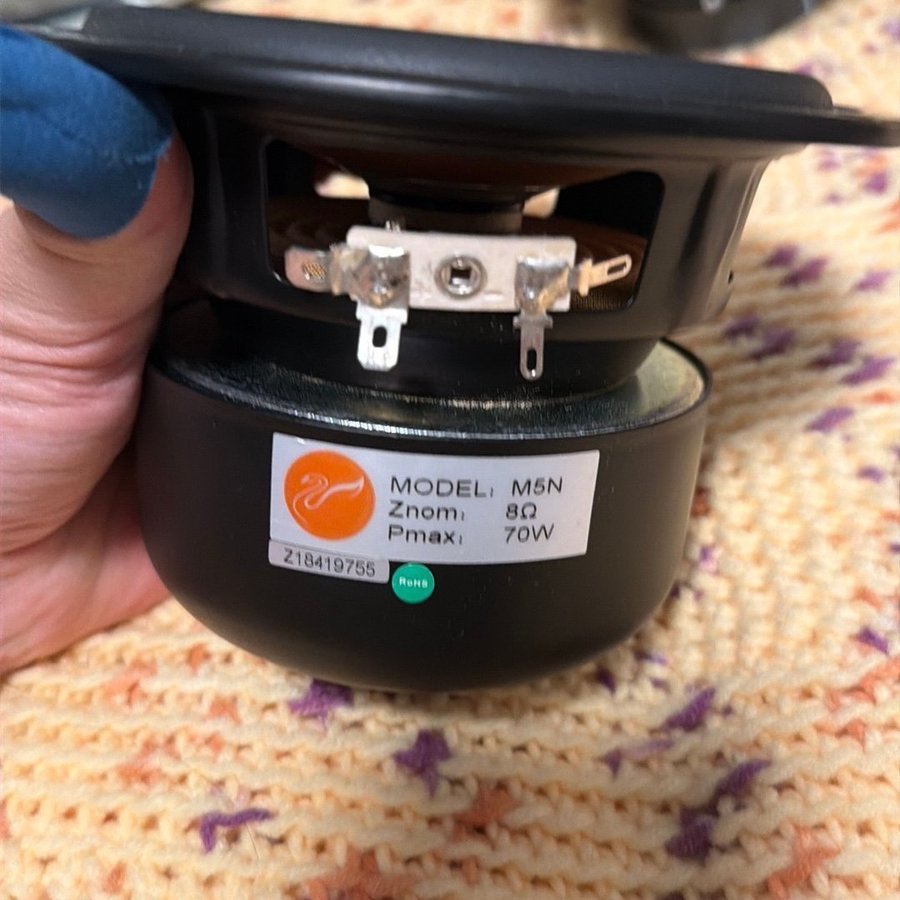 MODEL: M5N
Znom: 8Ω
Pmax: 70W
Z18419755
RoHS